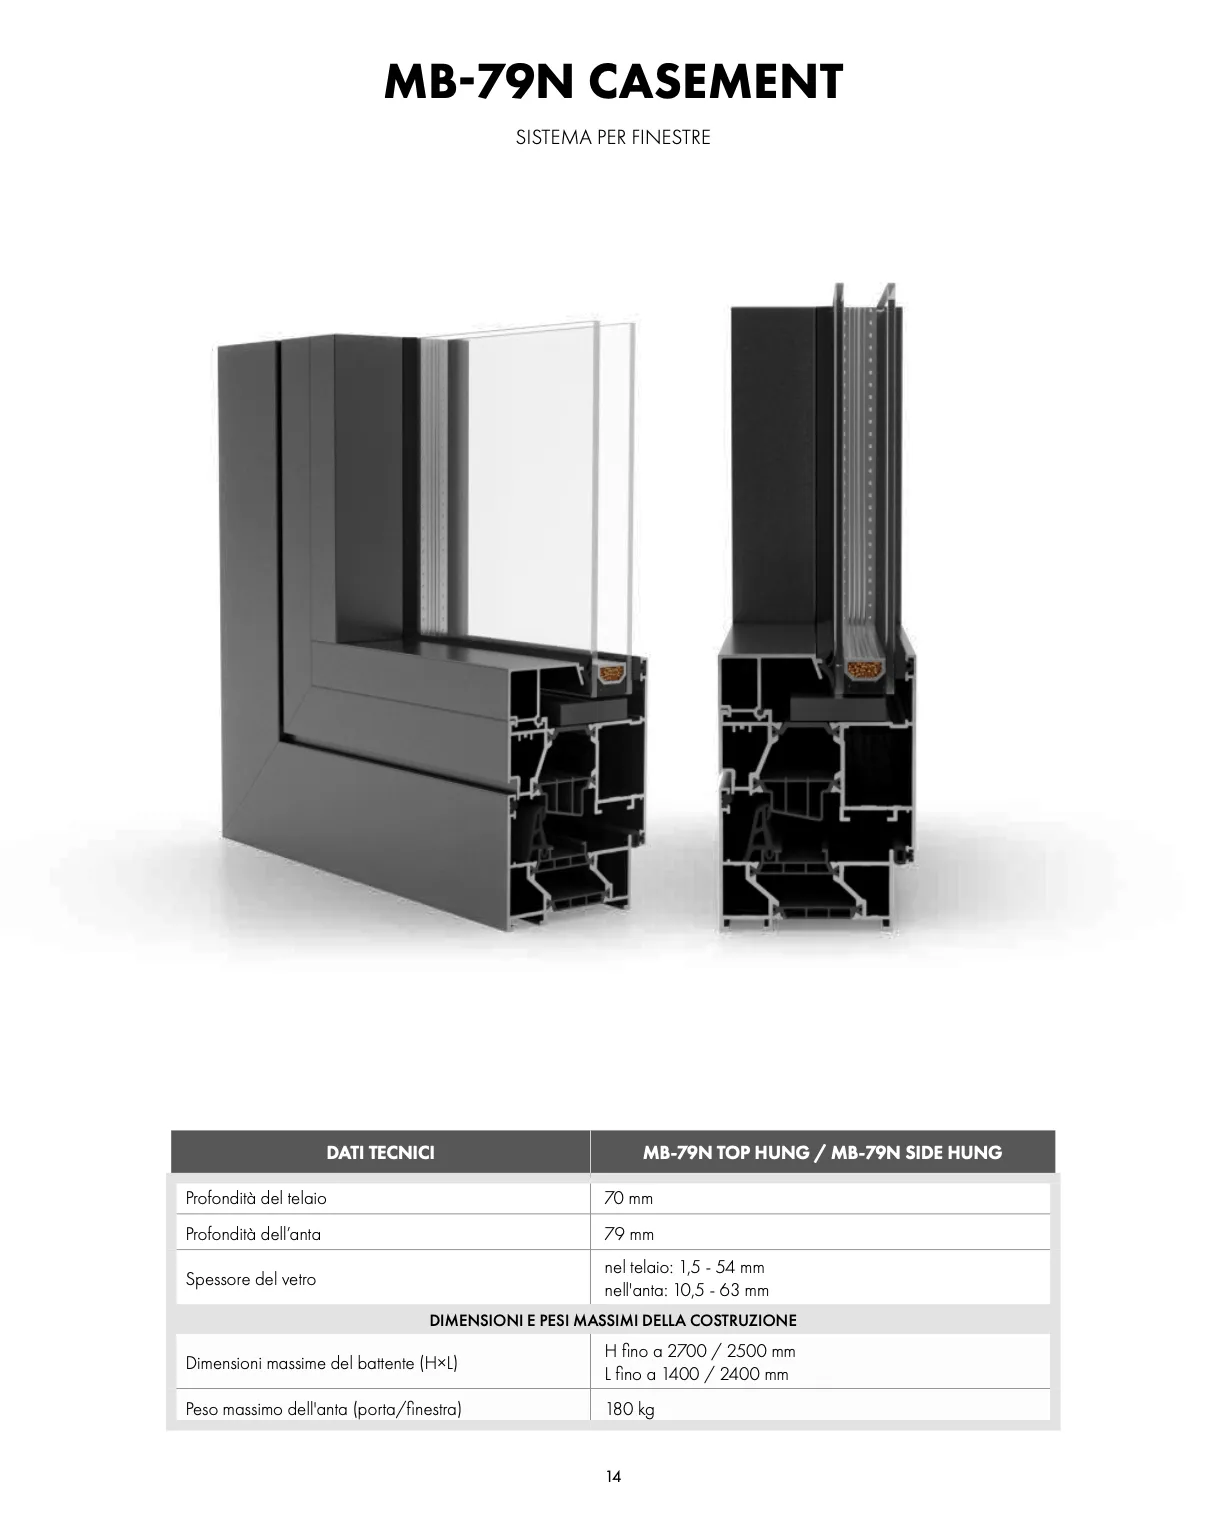 MB-79N CASEMENT
SISTEMA PER FINESTRE
DATI TECNICI
MB-79N TOP HUNG / MB-79N SIDE HUNG
Profondità del telaio
70 mm
Profondità dell’anta
79 mm
Spessore del vetro
nel telaio: 1,5 - 54 mm
nell'anta: 10,5 - 63 mm
DIMENSIONI E PESI MASSIMI DELLA COSTRUZIONE
Dimensioni massime del battente (H×L)
H fino a 2700 / 2500 mm
L fino a 1400 / 2400 mm
Peso massimo dell'anta (porta/finestra)
180 kg
14